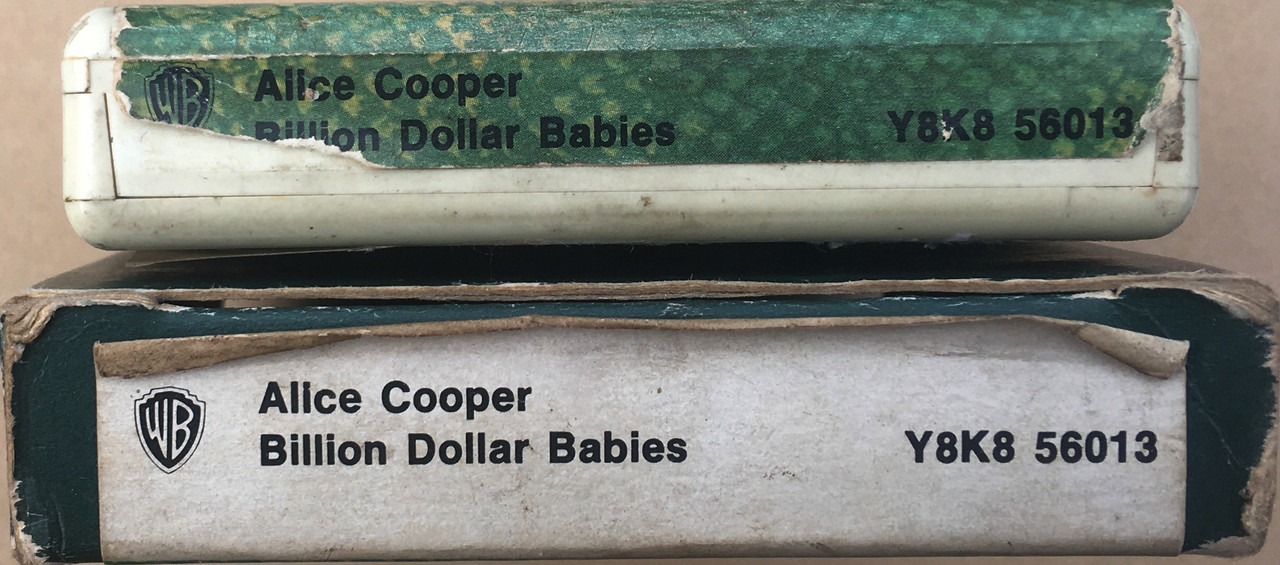 WB
Alice Cooper
Billion Dollar Babies
Y8K8 56013
WB
Alice Cooper
Billion Dollar Babies
Y8K8 56013